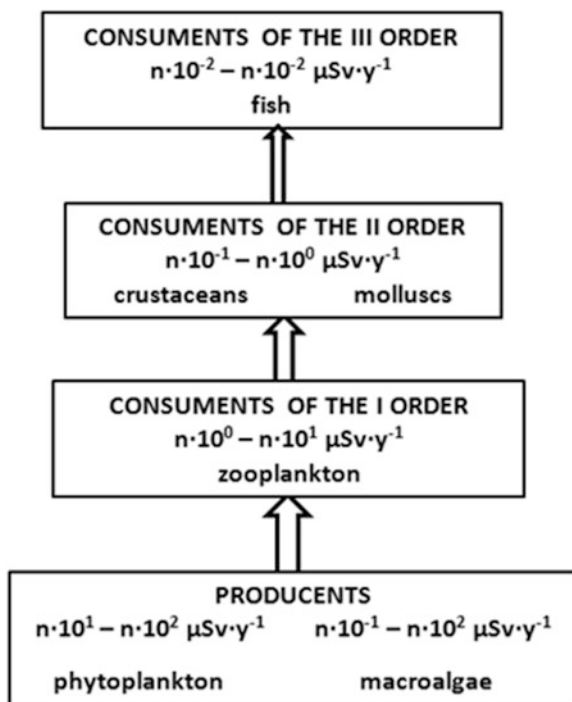 CONSUMENTS OF THE III ORDER
n·10⁻² – n·10⁻² μSv·y⁻¹
fish
CONSUMENTS OF THE II ORDER
n·10⁻¹ – n·10⁰ μSv·y⁻¹
crustaceans molluscs
CONSUMENTS OF THE I ORDER
n·10⁰ – n·10¹ μSv·y⁻¹
zooplankton
PRODUCENTS
n·10¹ – n·10² μSv·y⁻¹ n·10⁻¹ – n·10² μSv·y⁻¹
phytoplankton macroalgae